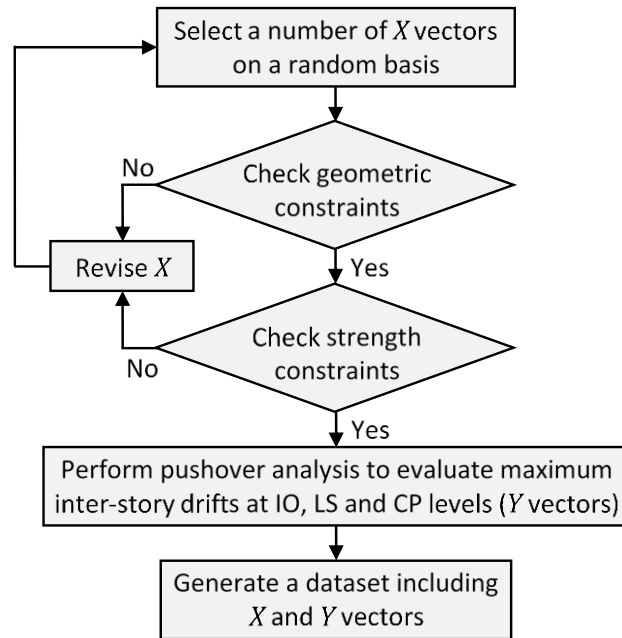 Select a number of X vectors
on a random basis
No
Check geometric
constraints
Revise X
Yes
Check strength
constraints
No
Yes
Perform pushover analysis to evaluate maximum
inter-story drifts at IO, LS and CP levels (Y vectors)
Generate a dataset including
X and Y vectors